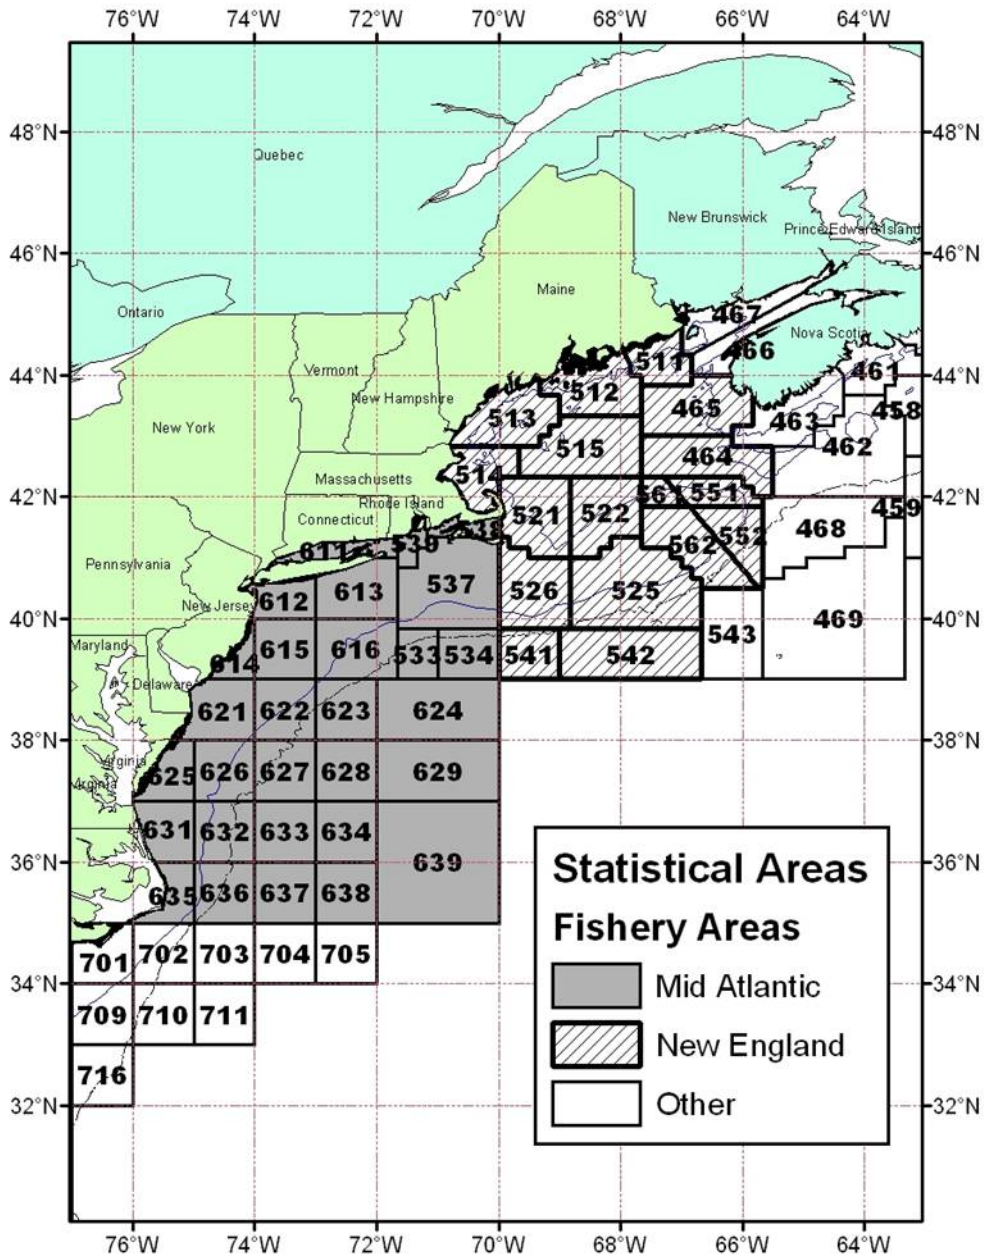 76°W 74°W 72°W 70°W 68°W 66°W 64°W
48°N 48°N
Quebec
New Brunswick
Prince Edward Island
46°N 46°N
Maine
Ontario
467
Nova Scotia
466
511
Vermont
461
44°N 44°N
512
New Hampshire
465
458
513
463
New York
515
462
464
514
Massachusetts
42°N 42°N
561 551
Rhode Island
459
Connecticut
521 522
538
468
552
539
562
611
Pennsylvania
537
613
526 525
New Jersey
612
40°N 40°N
469
Maryland
615 616
533 534 541 542
543
614
Delaware
621 622 623 624
38°N 38°N
Virginia
625 626 627 628 629
Virginia
631 632 633 634
36°N 36°N
639
635 636 637 638
Statistical Areas
Fishery Areas
Mid Atlantic
New England
Other
701 702 703 704 705
34°N 34°N
709 710 711
716
32°N 32°N
76°W 74°W 72°W 70°W 68°W 66°W 64°W